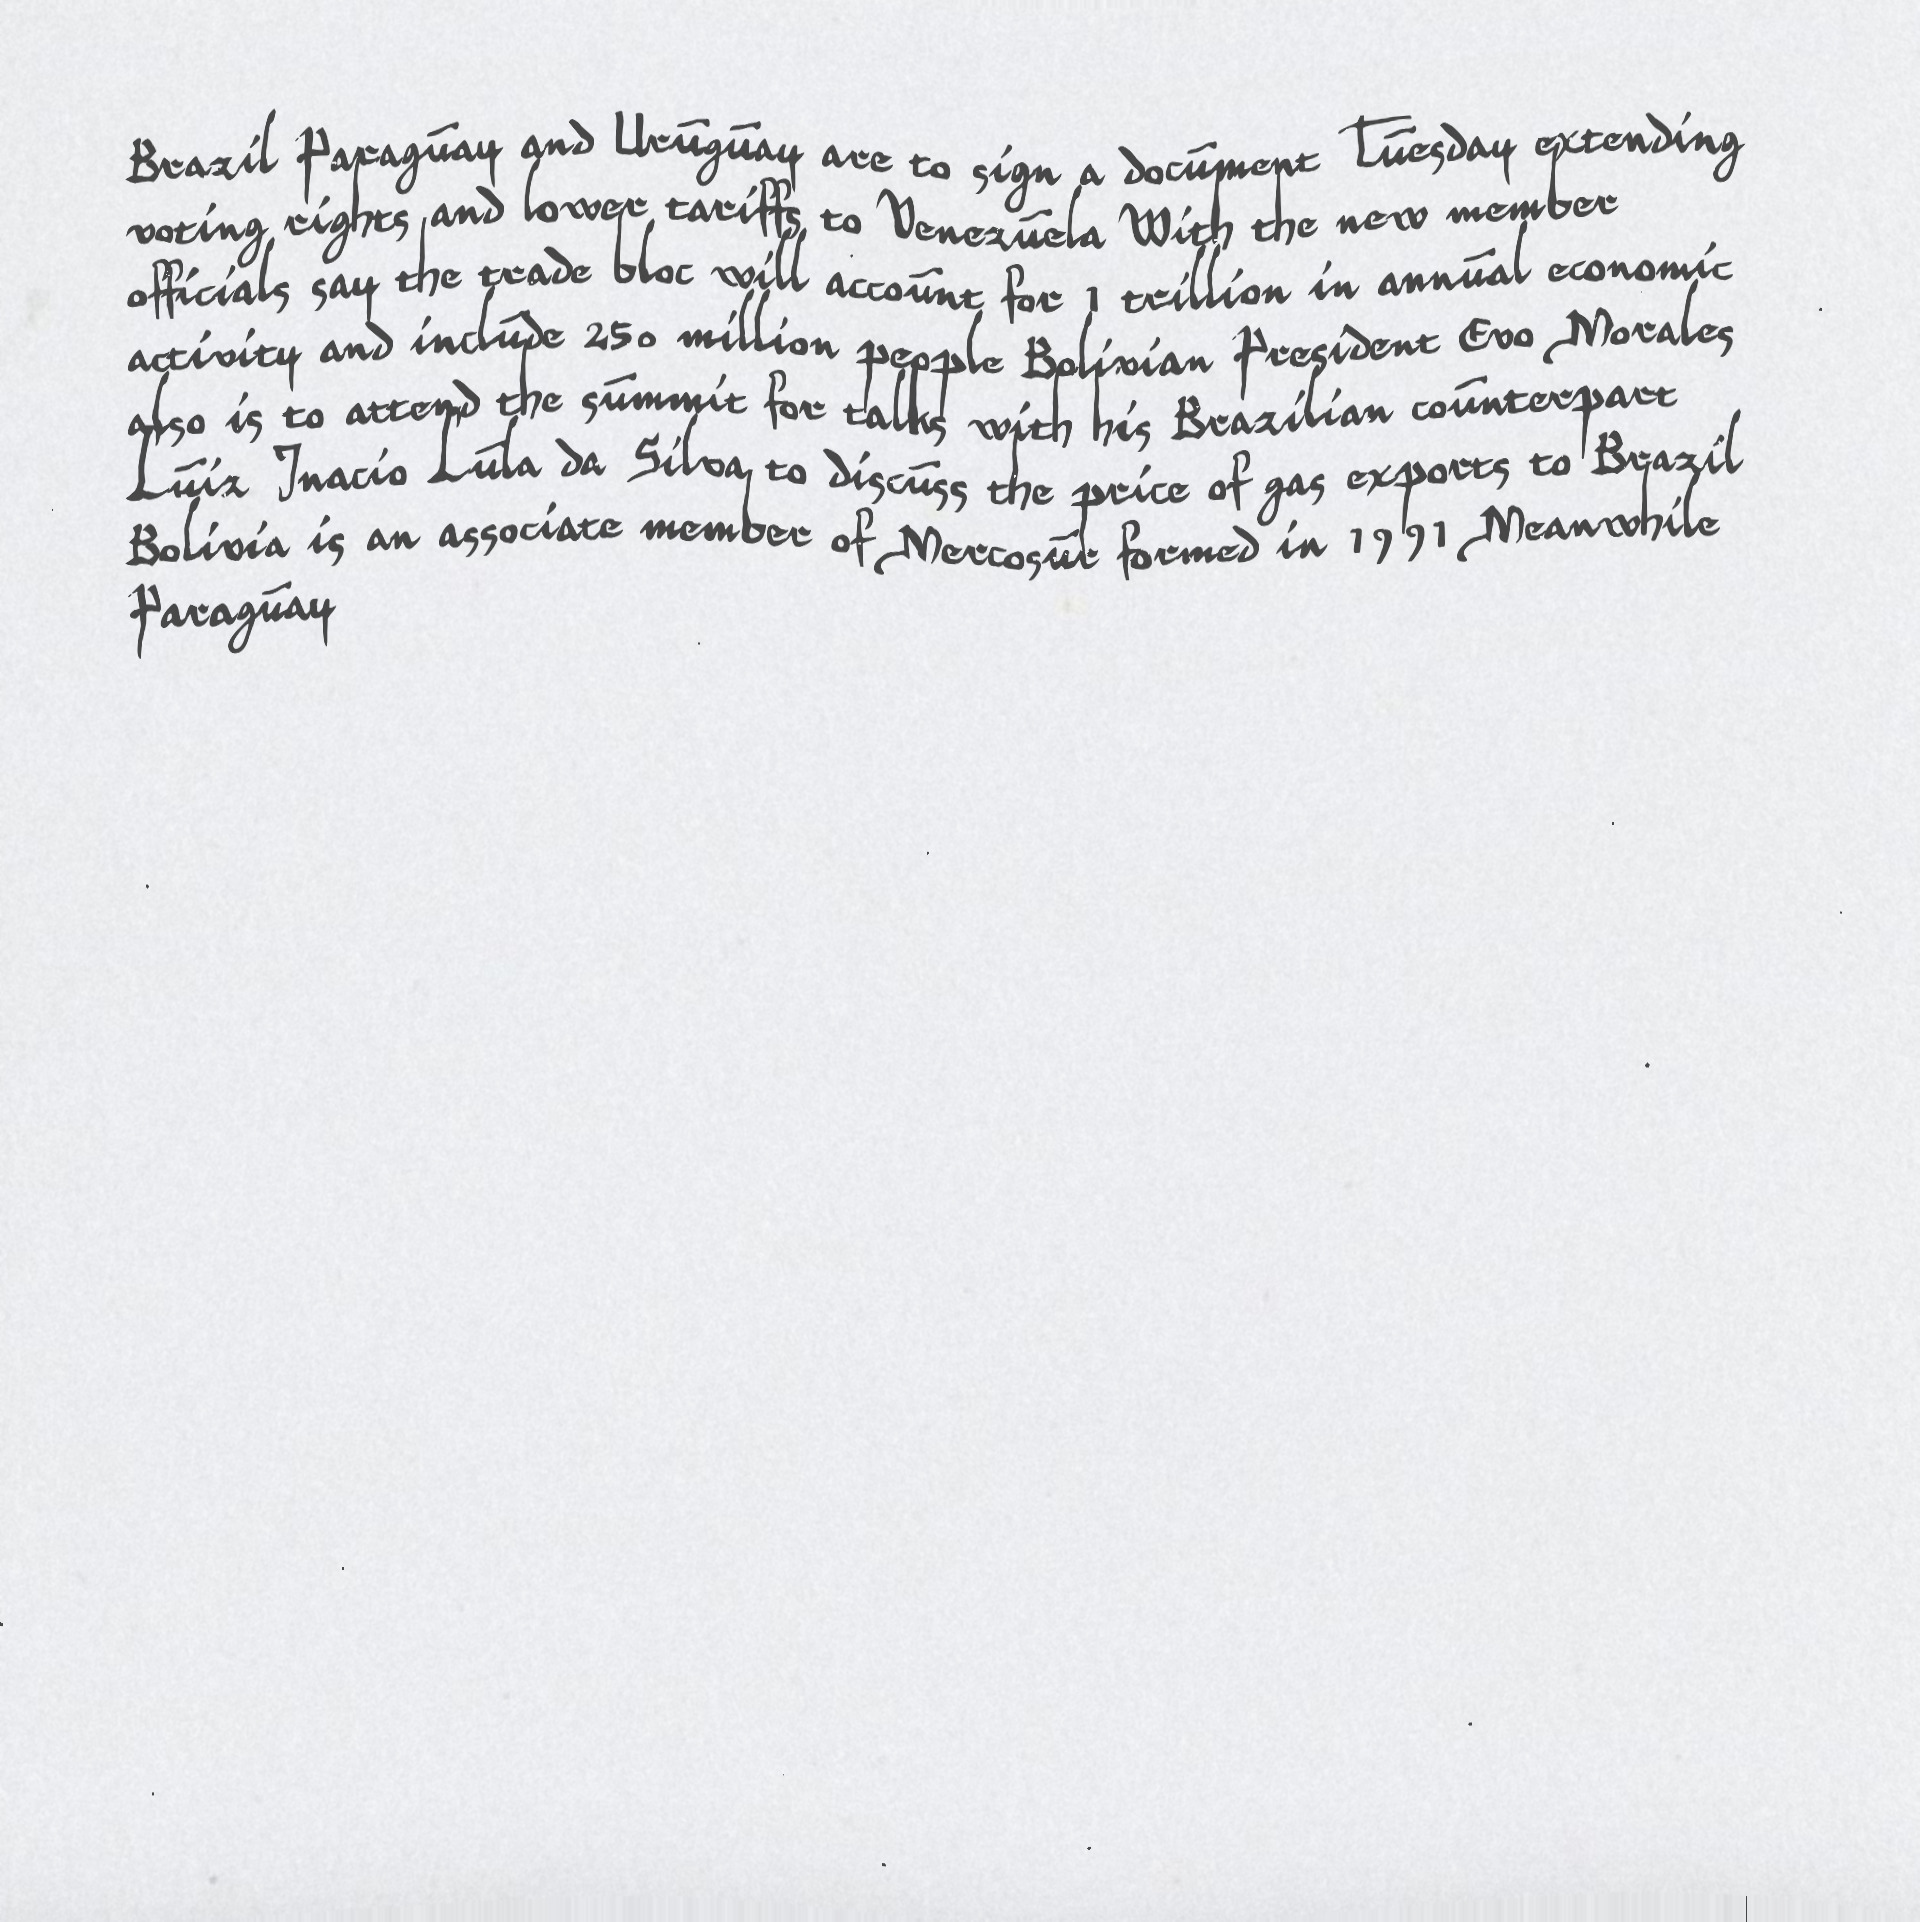 Brazil Paraguay and Uruguay are to sign a document Tuesday extending
voting rights and lower tariffs to Venezuela With the new member
officials say the trade bloc will account for 1 trillion in annual economic
activity and include 250 million people Bolivian President Evo Morales
also is to attend the summit for talks with his Brazilian counterpart
Luiz Inacio Lula da Silva to discuss the price of gas exports to Brazil
Bolivia is an associate member of Mercosur formed in 1991 Meanwhile
Paraguay